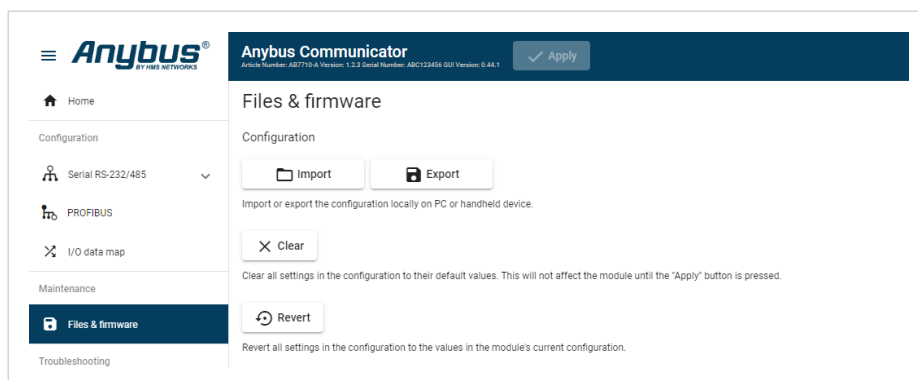 Anybus®
BY HMS NETWORKS
Anybus Communicator
Article Number: AB7710-A Version: 1.2.3 Serial Number: ABC123456 GUI Version: 0.44.1
Apply
Home
Configuration
Serial RS-232/485
PROFIBUS
I/O data map
Maintenance
Files & firmware
Troubleshooting
Files & firmware
Configuration
Import
Export
Import or export the configuration locally on PC or handheld device.
Clear
Clear all settings in the configuration to their default values. This will not affect the module until the "Apply" button is pressed.
Revert
Revert all settings in the configuration to the values in the module's current configuration.